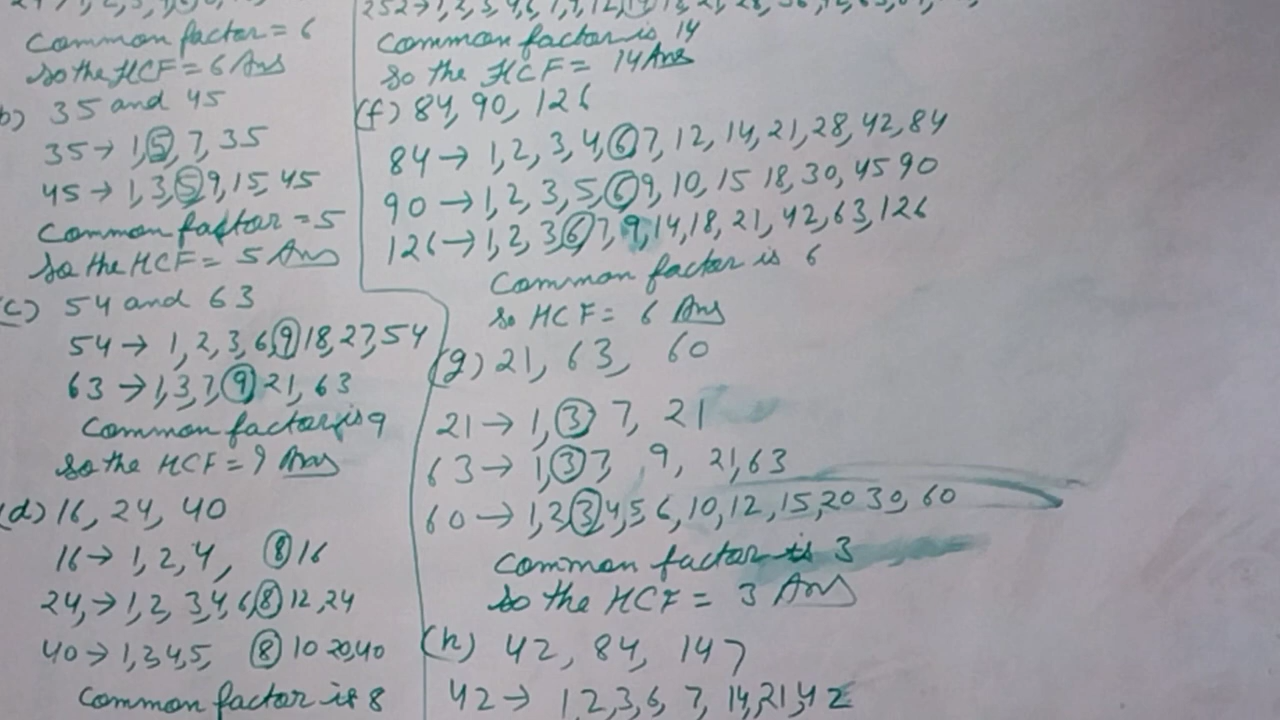 Common factor = 6
So the HCF = 6 Ans
b) 35 and 45
35 → 1, 5, 7, 35
45 → 1, 3, 5, 9, 15, 45
Common factor = 5
So the HCF = 5 Ans
(c) 54 and 63
54 → 1, 2, 3, 6, 9, 18, 27, 54
63 → 1, 3, 7, 9, 21, 63
Common factor is 9
so the HCF = 9 Ans
(d) 16, 24, 40
16 → 1, 2, 4, 8 16
24, → 1, 2, 3, 4, 6, 8 12, 24
40 → 1, 2 4, 5, 8 10 20, 40
Common factor is 8
Common factor is 14
So the HCF = 14 Ans
(f) 84, 90, 126
84 → 1, 2, 3, 4, 6 7, 12, 14, 21, 28, 42, 84
90 → 1, 2, 3, 5, 6 9, 10, 15 18, 30, 45 90
126 → 1, 2, 3 6 7, 9, 14, 18, 21, 42, 63, 126
Common factor is 6
So HCF = 6 Ans
(g) 21, 63, 60
21 → 1, 3 7, 21
63 → 1, 3 7, 9, 21, 63
60 → 1, 2 3 4, 5 6, 10, 12, 15, 20 30, 60
Common factor is 3
So the HCF = 3 Ans
(h) 42, 84, 147
42 → 1, 2, 3, 6, 7, 14, 21, 42